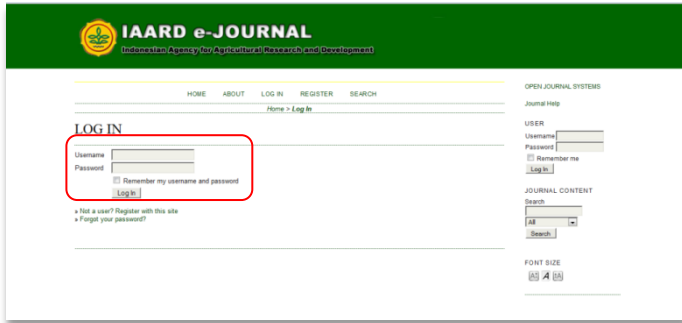 IAARD e-JOURNAL
Indonesian Agency for Agricultural Research and Development
HOME ABOUT LOG IN REGISTER SEARCH
Home > Log In
LOG IN
Username
Password
Remember my username and password
Log In
» Not a user? Register with this site
» Forgot your password?
OPEN JOURNAL SYSTEMS
Journal Help
USER
Username
Password
Remember me
Log In
JOURNAL CONTENT
Search
All
Search
FONT SIZE
A A A